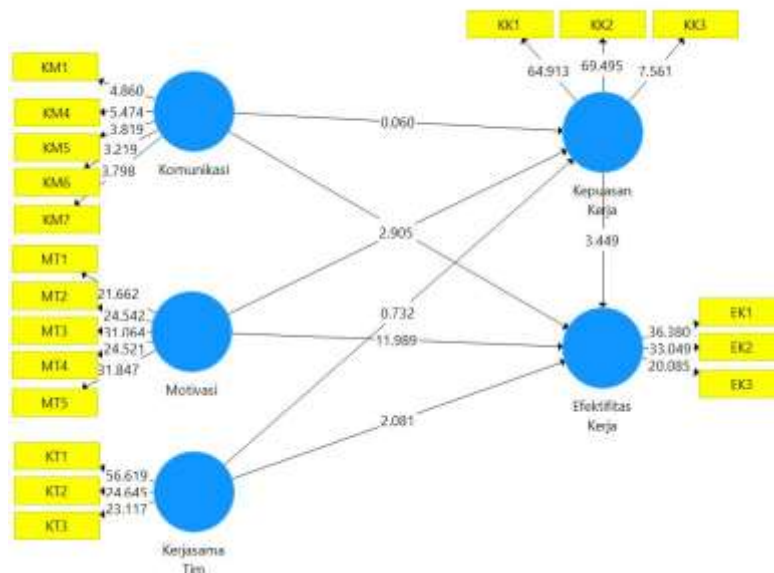 KK1
KK2
KK3
64.913
69.495
7.561
KM1
KM4
KM5
KM6
KM7
4.860
5.474
3.819
3.219
3.798
Komunikasi
0.060
Kepuasan
Kerja
MT1
MT2
MT3
MT4
MT5
21.662
24.542
31.064
24.521
31.847
Motivasi
2.905
0.732
11.989
3.449
2.081
EK1
EK2
EK3
36.380
33.049
20.085
Efektifitas
Kerja
KT1
KT2
KT3
56.619
24.645
23.117
Kerjasama
Tim